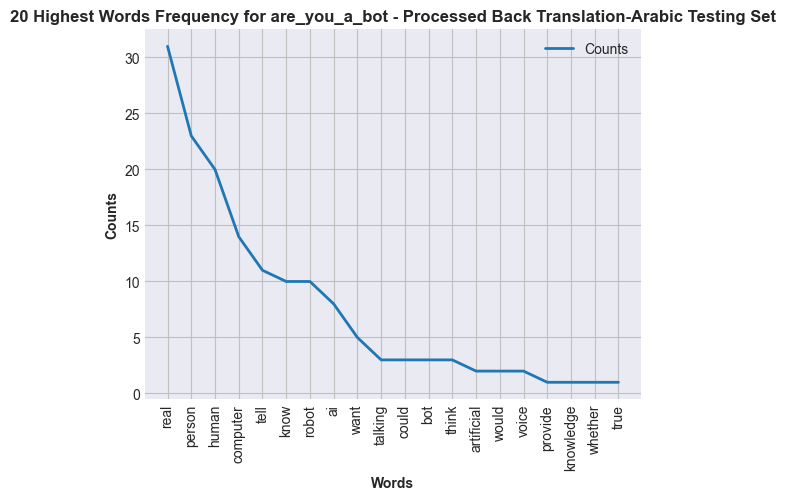 20 Highest Words Frequency for are_you_a_bot - Processed Back Translation-Arabic Testing Set
Counts
30
25
20
15
10
5
0
Counts
real
person
human
computer
tell
know
robot
ai
want
talking
could
bot
think
artificial
would
voice
provide
knowledge
whether
true
Words